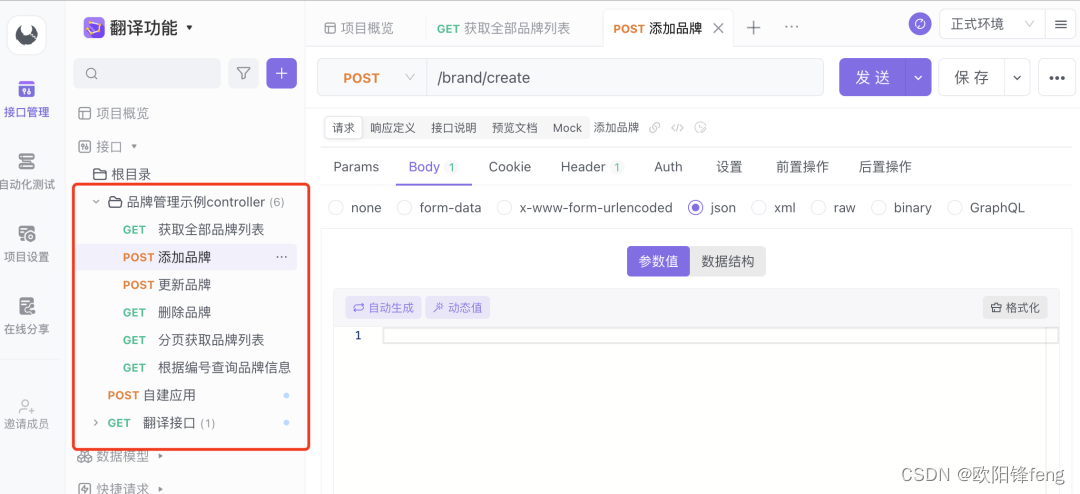 接口管理
自动化测试
项目设置
在线分享
邀请成员
翻译功能
项目概览
接口
根目录
品牌管理示例controller (6)
GET 获取全部品牌列表
POST 添加品牌 ···
POST 更新品牌
GET 删除品牌
GET 分页获取品牌列表
GET 根据编号查询品牌信息
POST 自建应用
GET 翻译接口 (1)
数据模型
快捷请求
项目概览 GET 获取全部品牌列表 POST 添加品牌 正式环境
POST /brand/create 发 送 保 存
请求 响应定义 接口说明 预览文档 Mock 添加品牌
Params Body 1 Cookie Header 1 Auth 设置 前置操作 后置操作
none form-data x-www-form-urlencoded json xml raw binary GraphQL
参数值 数据结构
自动生成 动态值 格式化
1
CSDN @欧阳锋feng